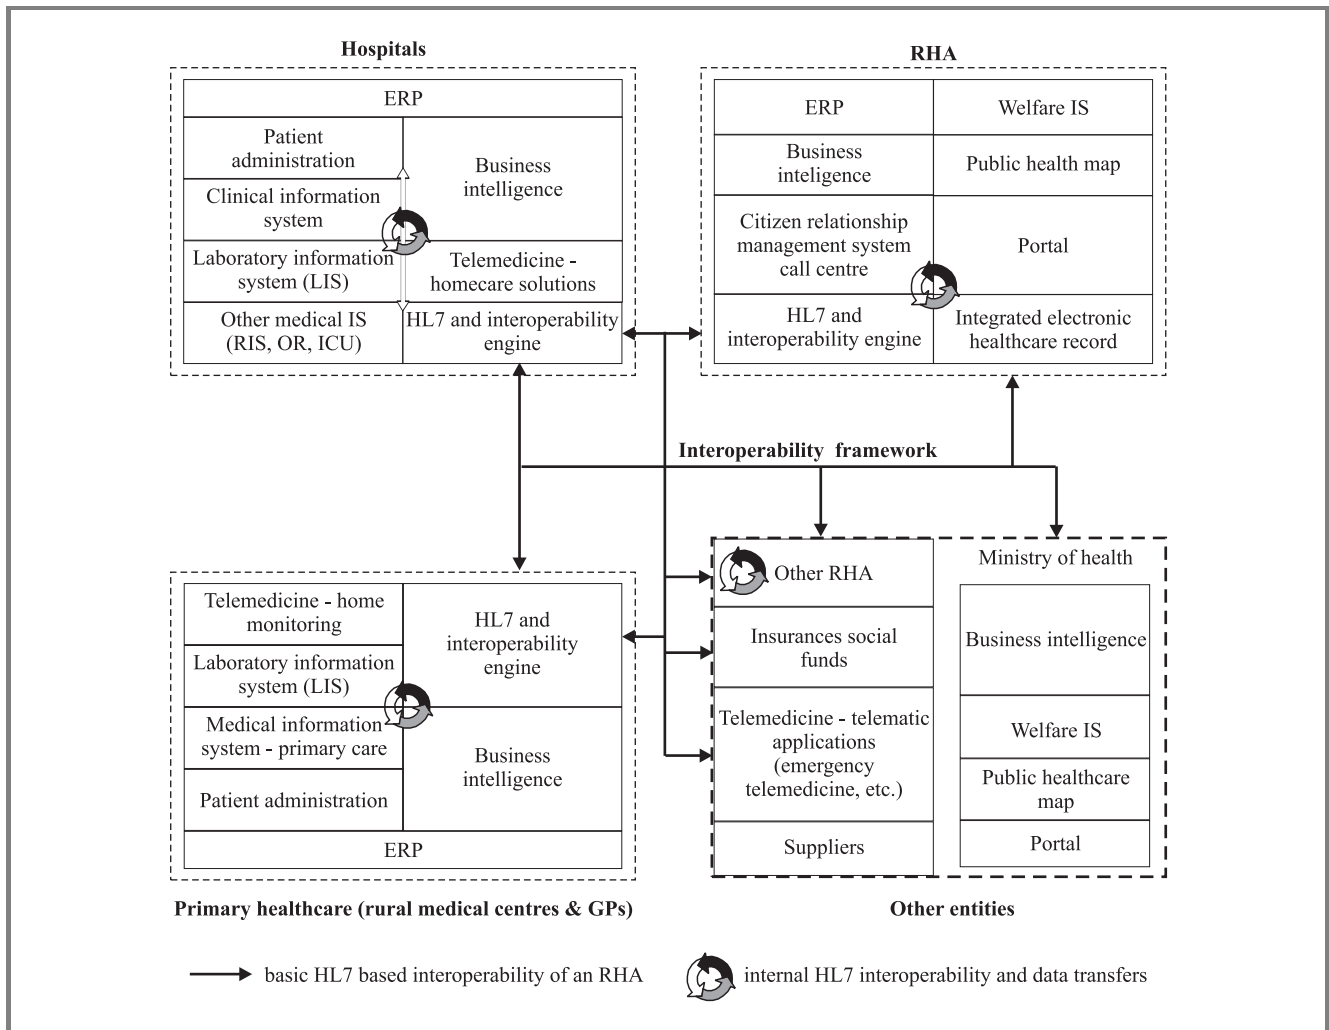 Hospitals
ERP
Patient
administration
Clinical information
system
Laboratory information
system (LIS)
Other medical IS
(RIS, OR, ICU)
Business
intelligence
Telemedicine -
homecare solutions
HL7 and interoperability
engine
RHA
ERP
Business
inteligence
Citizen relationship
management system
call centre
HL7 and
interoperability engine
Welfare IS
Public health map
Portal
Integrated electronic
healthcare record
Interoperability framework
Telemedicine - home
monitoring
Laboratory information
system (LIS)
Medical information
system - primary care
Patient administration
HL7 and
interoperability
engine
Business
intelligence
ERP
Primary healthcare (rural medical centres & GPs)
Other RHA
Insurances social
funds
Telemedicine - telematic
applications
(emergency
telemedicine, etc.)
Suppliers
Ministry of health
Business intelligence
Welfare IS
Public healthcare
map
Portal
Other entities
basic HL7 based interoperability of an RHA
internal HL7 interoperability and data transfers